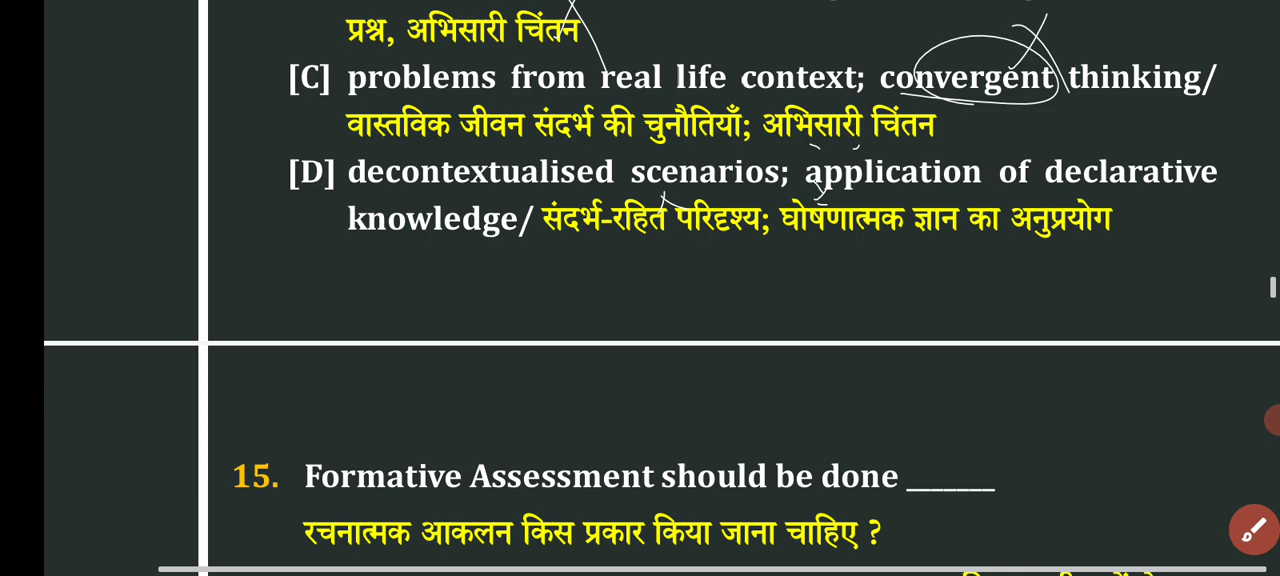 प्रश्न, अभिसारी चिंतन
[C] problems from real life context; convergent thinking/
वास्तविक जीवन संदर्भ की चुनौतियाँ; अभिसारी चिंतन
[D] decontextualised scenarios; application of declarative
knowledge/ संदर्भ-रहित परिदृश्य; घोषणात्मक ज्ञान का अनुप्रयोग
15. Formative Assessment should be done _______
रचनात्मक आकलन किस प्रकार किया जाना चाहिए ?